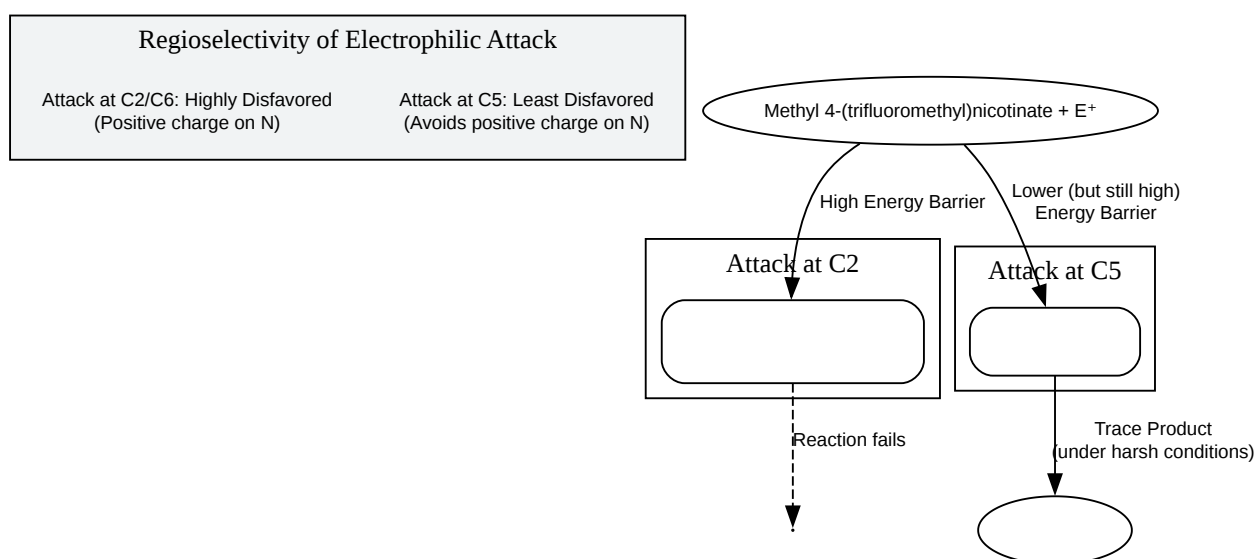 Regioselectivity of Electrophilic Attack
Attack at C2/C6: Highly Disfavored
(Positive charge on N)
Attack at C5: Least Disfavored
(Avoids positive charge on N)
Methyl 4-(trifluoromethyl)nicotinate + E⁺
High Energy Barrier
Lower (but still high)
Energy Barrier
Attack at C2
Attack at C5
Reaction fails
Trace Product
(under harsh conditions)